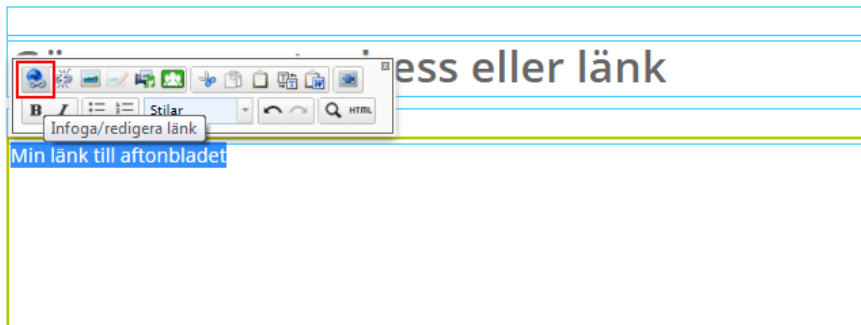 ess eller länk
B I Stilar HTML
Infoga/redigera länk
Min länk till aftonbladet